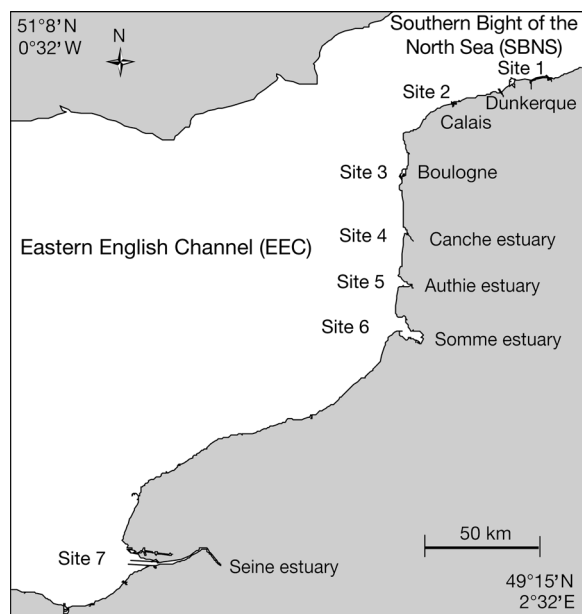 51°8'N
0°32'W
N
Southern Bight of the
North Sea (SBNS)
Site 1
Site 2
Dunkerque
Calais
Site 3
Boulogne
Site 4
Canche estuary
Eastern English Channel (EEC)
Site 5
Authie estuary
Site 6
Somme estuary
50 km
Site 7
Seine estuary
49°15'N
2°32'E